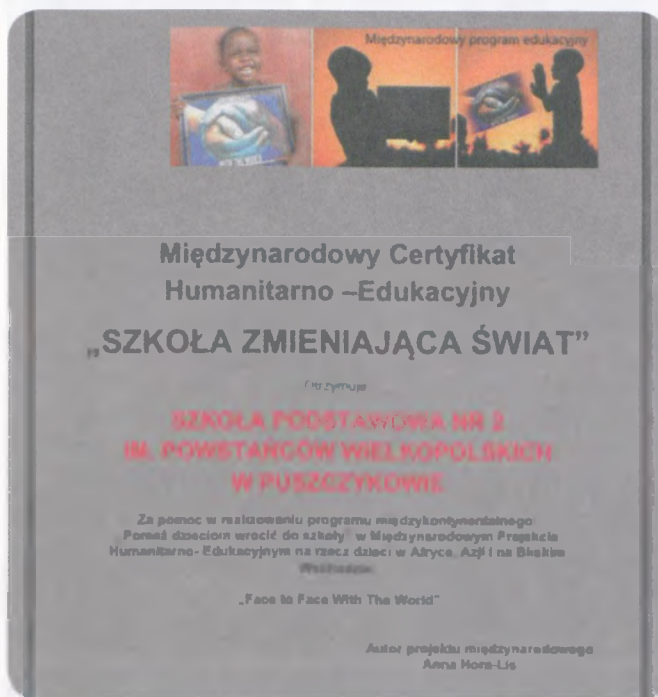 Międzynarodowy program edukacyjny
Międzynarodowy Certyfikat
Humanitarno –Edukacyjny
„SZKOŁA ZMIENIAJĄCA ŚWIAT”
otrzymuje
SZKOŁA PODSTAWOWA NR 2
IM. POWSTAŃCÓW WIELKOPOLSKICH
W PUSZCZYKOWIE
Za pomoc w realizowaniu programu międzykontynentalnego
Pomoż dzieciom wrócić do szkoły” w Międzynarodowym Projekcie
Humanitarno- Edukacyjnym na rzecz dzieci w Afryce, Azji i na Bliskim
Wschodzie
„Face to Face With The World”
Autor projektu międzynarodowego
Anna Hora-Lis